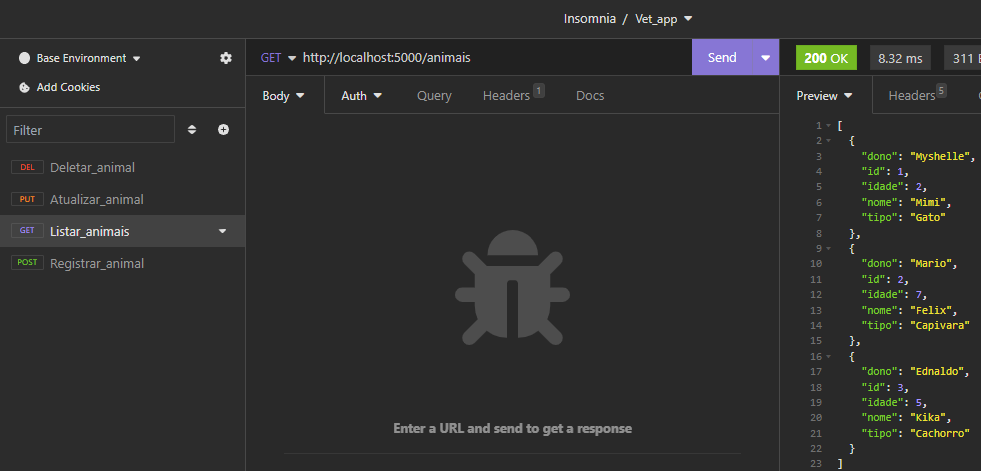 Insomnia / Vet_app
Base Environment
Add Cookies
Filter
DEL Deletar_animal
PUT Atualizar_animal
GET Listar_animais
POST Registrar_animal
GET http://localhost:5000/animais Send
Body Auth Query Headers 1 Docs
Enter a URL and send to get a response
200 OK 8.32 ms 311
Preview Headers 5
1 [
2 {
3 "dono": "Myshelle",
4 "id": 1,
5 "idade": 2,
6 "nome": "Mimi",
7 "tipo": "Gato"
8 },
9 {
10 "dono": "Mario",
11 "id": 2,
12 "idade": 7,
13 "nome": "Felix",
14 "tipo": "Capivara"
15 },
16 {
17 "dono": "Ednaldo",
18 "id": 3,
19 "idade": 5,
20 "nome": "Kika",
21 "tipo": "Cachorro"
22 }
23 ]